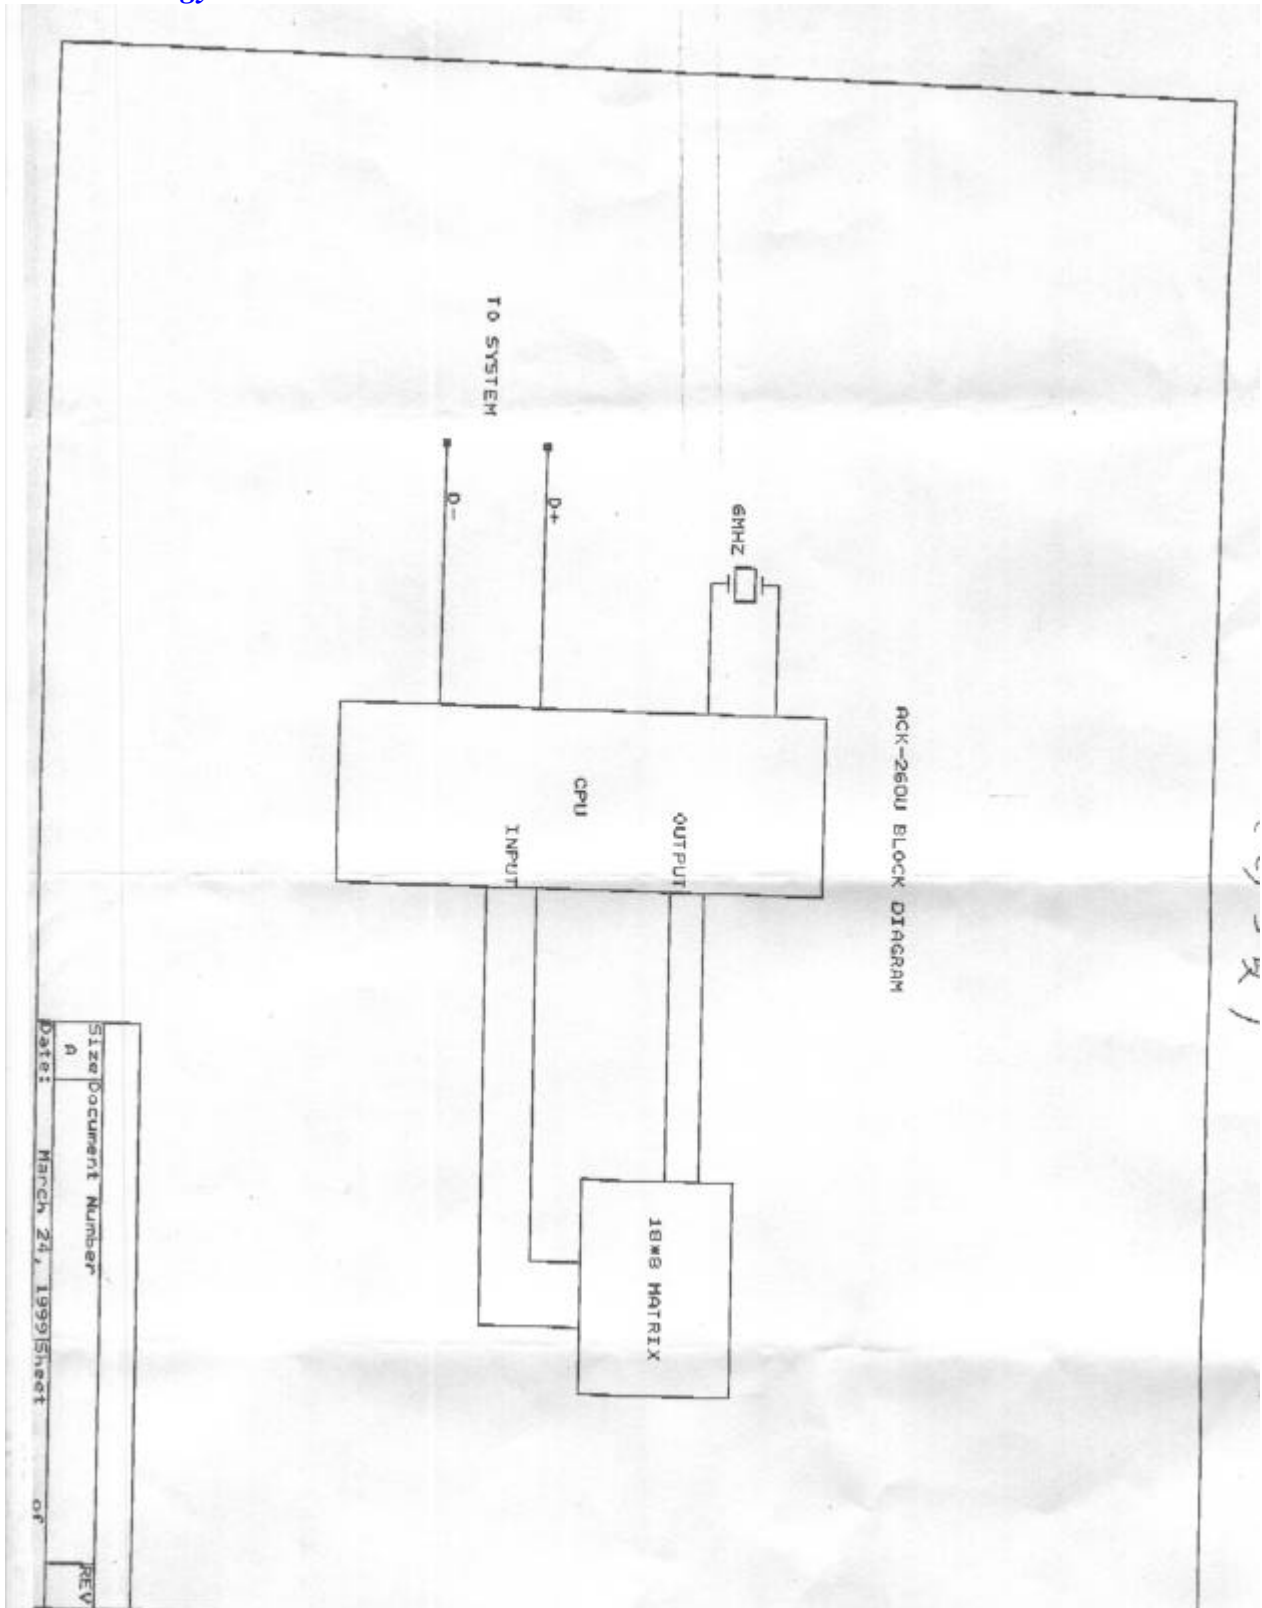 ACK-260U BLOCK DIAGRAM
6MHZ
TO SYSTEM
D+
D-
CPU
OUTPUT
INPUT
18*8 MATRIX
Size Document Number REV
A
Date: March 24, 1999 Sheet of